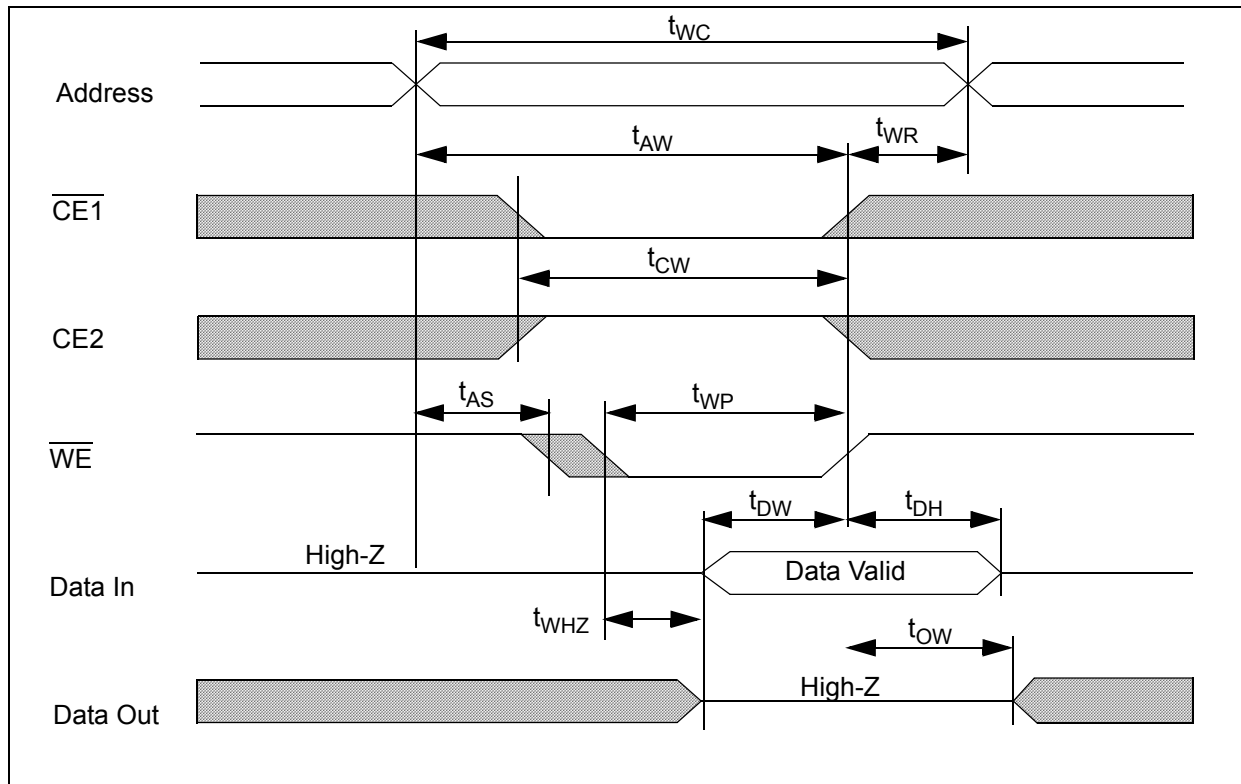 tWC
Address
tAW
tWR
CE1
tCW
CE2
tAS
tWP
WE
tDW
tDH
High-Z
Data Valid
Data In
tWHZ
tOW
High-Z
Data Out